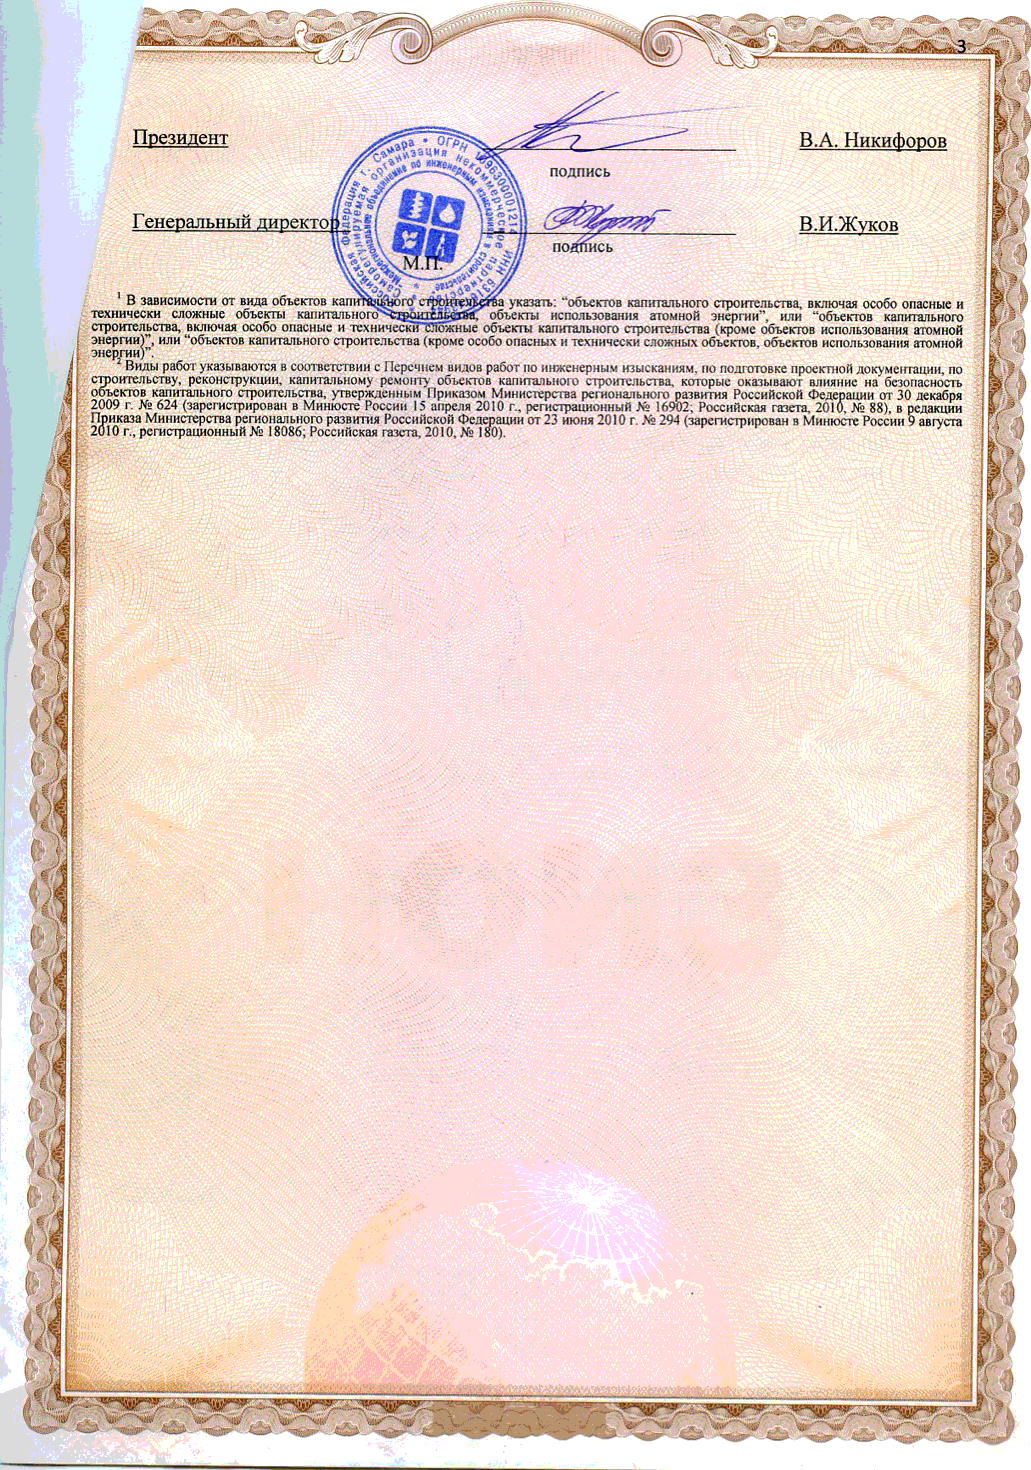 3
Президент
В.А. Никифоров
подпись
Генеральный директор
В.И.Жуков
подпись
М.П.
Российская Федерация г. Самара • ОГРН 1096300001214 ИНН
Саморегулируемая организация некоммерческое партнерство
"Межрегиональное объединение по инженерным изысканиям в строительстве"
1 В зависимости от вида объектов капитального строительства указать: “объектов капитального строительства, включая особо опасные и
технически сложные объекты капитального строительства, объекты использования атомной энергии”, или “объектов капитального
строительства, включая особо опасные и технически сложные объекты капитального строительства (кроме объектов использования атомной
энергии)”, или “объектов капитального строительства (кроме особо опасных и технически сложных объектов, объектов использования атомной
энергии)”.
2 Виды работ указываются в соответствии с Перечнем видов работ по инженерным изысканиям, по подготовке проектной документации, по
строительству, реконструкции, капитальному ремонту объектов капитального строительства, которые оказывают влияние на безопасность
объектов капитального строительства, утвержденным Приказом Министерства регионального развития Российской Федерации от 30 декабря
2009 г. № 624 (зарегистрирован в Минюсте России 15 апреля 2010 г., регистрационный № 16902; Российская газета, 2010, № 88), в редакции
Приказа Министерства регионального развития Российской Федерации от 23 июня 2010 г. № 294 (зарегистрирован в Минюсте России 9 августа
2010 г., регистрационный № 18086; Российская газета, 2010, № 180).